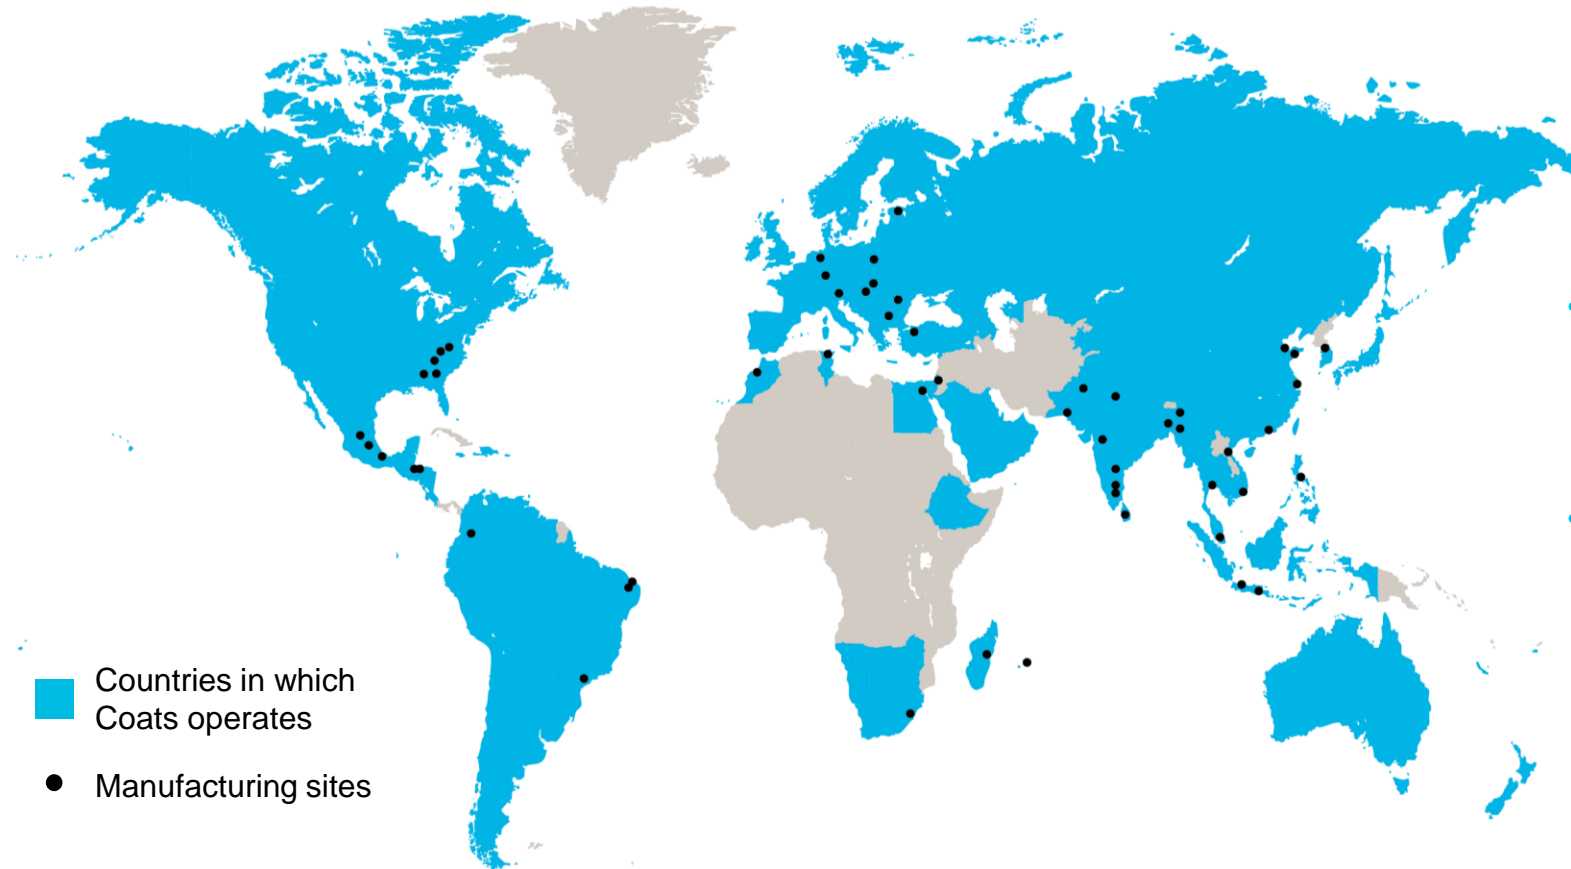 Countries in which
Coats operates
Manufacturing sites